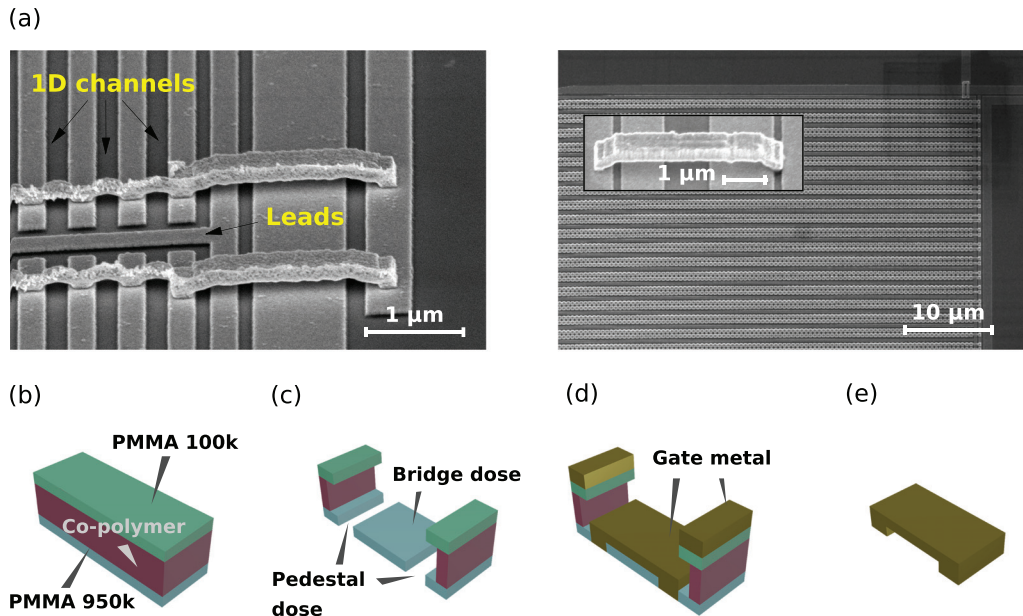 (a)
1D channels
Leads
1 μm
1 μm
10 μm
(b)
(c)
(d)
(e)
PMMA 100k
Co-polymer
PMMA 950k
Bridge dose
Pedestal
dose
Gate metal